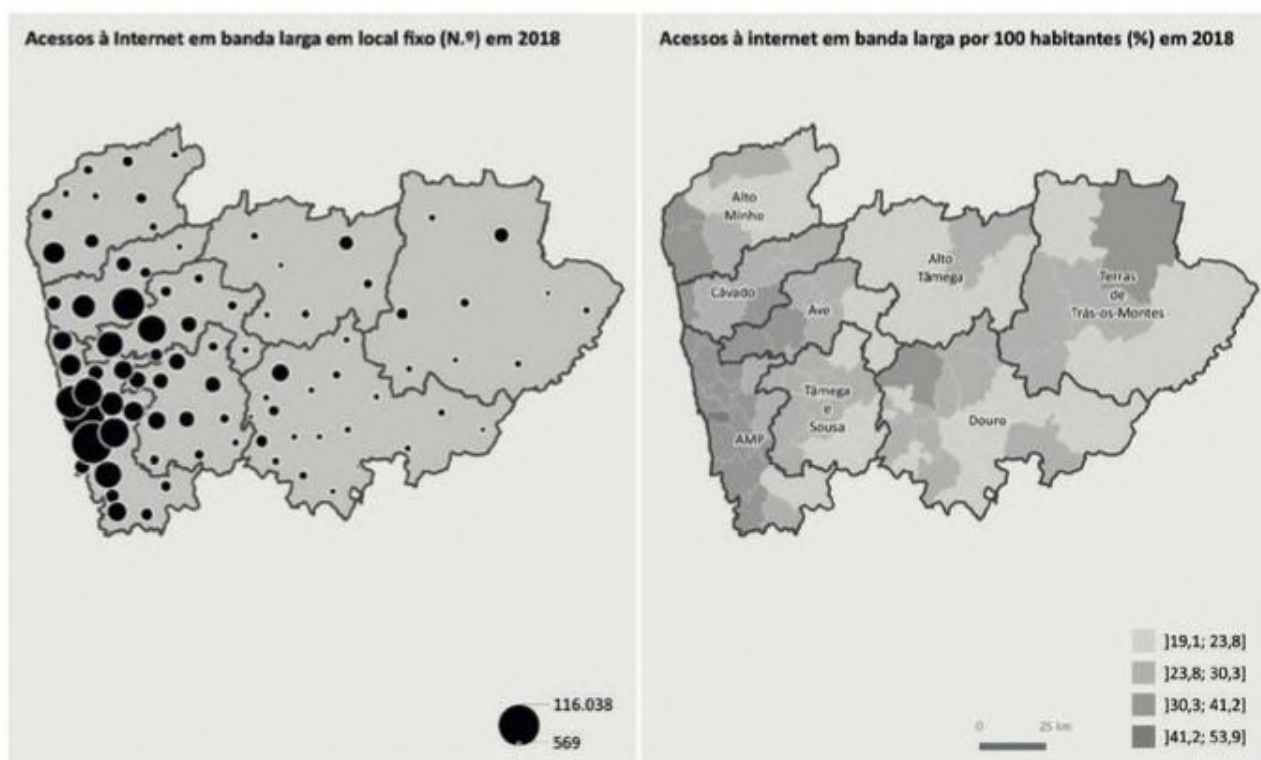 Acessos à Internet em banda larga em local fixo (N.º) em 2018
116.038
569
Acessos à internet em banda larga por 100 habitantes (%) em 2018
Alto
Minho
Cávado
Ave
Alto
Tâmega
Terras
de
Trás-os-Montes
Tâmega
e
Sousa
AMP
Douro
]19,1; 23,8]
]23,8; 30,3]
]30,3; 41,2]
]41,2; 53,9]
0 25 km